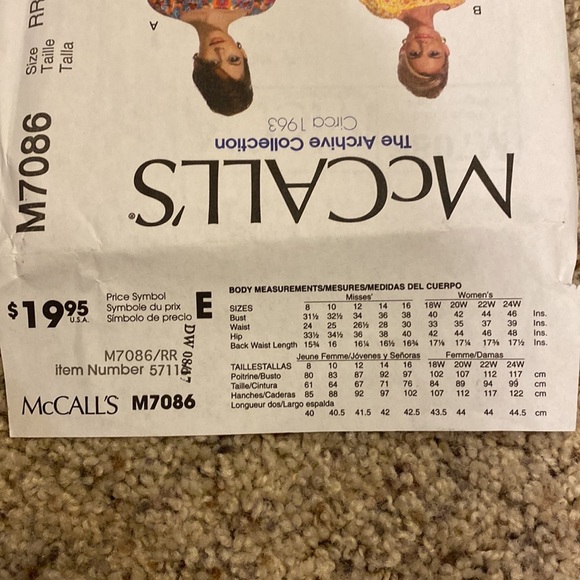 Size RR
Taille
Talla
M7086
A
B
Circa 1963
The Archive Collection
McCALL'S®
$19.95
U.S.A.
Price Symbol
Symbole du prix
Símbolo de precio
E
DW 0847
M7086/RR
item Number 5711
McCALL'S M7086
BODY MEASUREMENTS/MESURES/MEDIDAS DEL CUERPO
Misses' Women's
SIZES 8 10 12 14 16 18W 20W 22W 24W
Bust 31½ 32½ 34 36 38 40 42 44 46 Ins.
Waist 24 25 26½ 28 30 33 35 37 39 Ins.
Hip 33½ 34½ 36 38 40 42 44 46 48 Ins.
Back Waist Length 15¾ 16 16¼ 16½ 16¾ 17⅛ 17¼ 17⅜ 17½ Ins.
Jeune Femme/Jóvenes y Señoras Femme/Damas
TAILLESTALLAS 8 10 12 14 16 18W 20W 22W 24W
Poitrine/Busto 80 83 87 92 97 102 107 112 117 cm
Taille/Cintura 61 64 67 71 76 84 89 94 99 cm
Hanches/Caderas 85 88 92 97 102 107 112 117 122 cm
Longueur dos/Largo espalda
40 40.5 41.5 42 42.5 43.5 44 44 44.5 cm